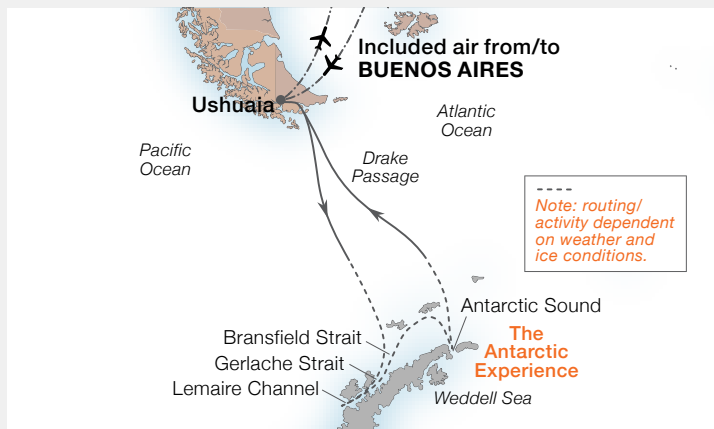 Included air from/to
BUENOS AIRES
Ushuaia
Atlantic
Ocean
Pacific
Ocean
Drake
Passage
Note: routing/
activity dependent
on weather and
ice conditions.
Antarctic Sound
Bransfield Strait
The
Antarctic
Experience
Gerlache Strait
Lemaire Channel
Weddell Sea